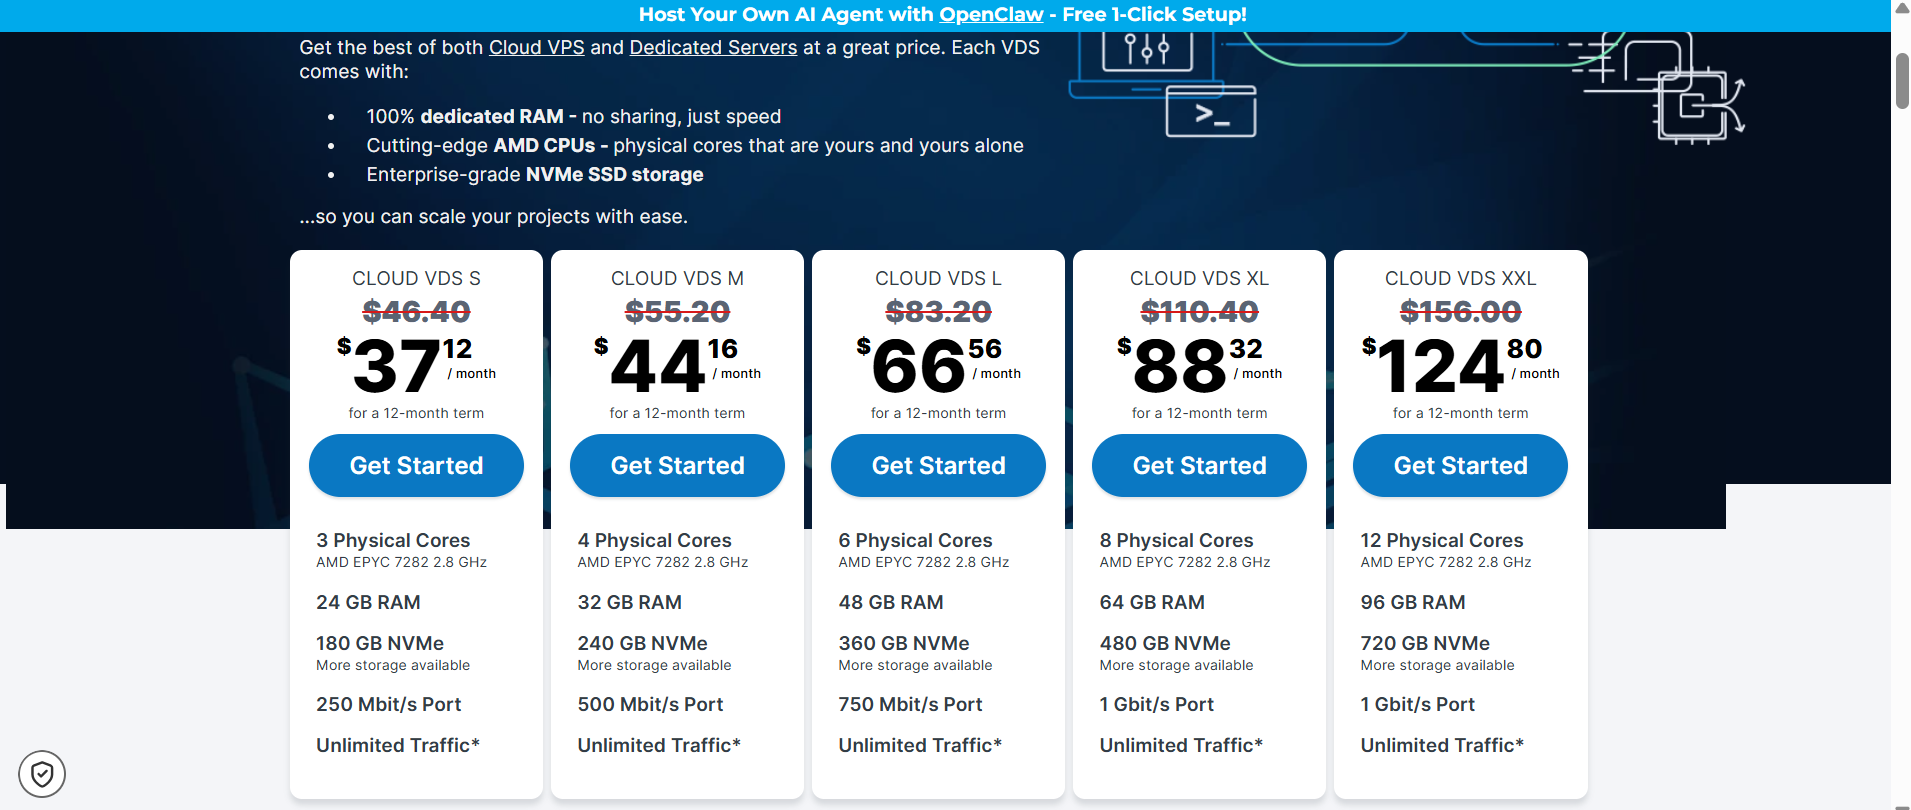 Host Your Own AI Agent with OpenClaw - Free 1-Click Setup!
Get the best of both Cloud VPS and Dedicated Servers at a great price. Each VDS
comes with:
• 100% dedicated RAM - no sharing, just speed
• Cutting-edge AMD CPUs - physical cores that are yours and yours alone
• Enterprise-grade NVMe SSD storage
...so you can scale your projects with ease.
>_
CLOUD VDS S
$46.40
$37.12 / month
for a 12-month term
Get Started
3 Physical Cores
AMD EPYC 7282 2.8 GHz
24 GB RAM
180 GB NVMe
More storage available
250 Mbit/s Port
Unlimited Traffic*
CLOUD VDS M
$55.20
$44.16 / month
for a 12-month term
Get Started
4 Physical Cores
AMD EPYC 7282 2.8 GHz
32 GB RAM
240 GB NVMe
More storage available
500 Mbit/s Port
Unlimited Traffic*
CLOUD VDS L
$83.20
$66.56 / month
for a 12-month term
Get Started
6 Physical Cores
AMD EPYC 7282 2.8 GHz
48 GB RAM
360 GB NVMe
More storage available
750 Mbit/s Port
Unlimited Traffic*
CLOUD VDS XL
$110.40
$88.32 / month
for a 12-month term
Get Started
8 Physical Cores
AMD EPYC 7282 2.8 GHz
64 GB RAM
480 GB NVMe
More storage available
1 Gbit/s Port
Unlimited Traffic*
CLOUD VDS XXL
$156.00
$124.80 / month
for a 12-month term
Get Started
12 Physical Cores
AMD EPYC 7282 2.8 GHz
96 GB RAM
720 GB NVMe
More storage available
1 Gbit/s Port
Unlimited Traffic*